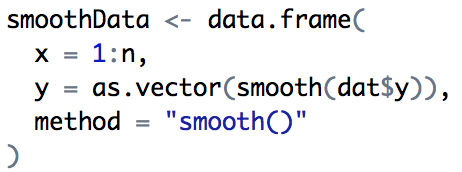 smoothData <- data.frame(
  x = 1:n,
  y = as.vector(smooth(dat$y)),
  method = "smooth()"
)